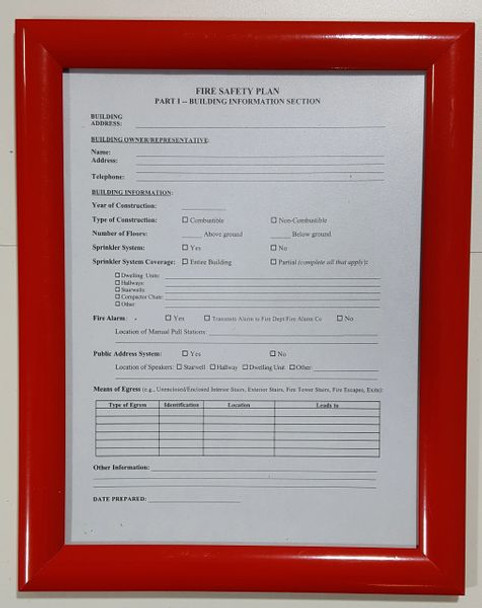 FIRE SAFETY PLAN
PART I -- BUILDING INFORMATION SECTION
BUILDING
ADDRESS:
BUILDING OWNER/REPRESENTATIVE:
Name:
Address:
Telephone:
BUILDING INFORMATION:
Year of Construction:
Type of Construction: ☐ Combustible ☐ Non-Combustible
Number of Floors: Above ground Below ground
Sprinkler System: ☐ Yes ☐ No
Sprinkler System Coverage: ☐ Entire Building ☐ Partial (complete all that apply):
☐ Dwelling Units:
☐ Hallways:
☐ Stairwells:
☐ Compactor Chute:
☐ Other:
Fire Alarm: ☐ Yes ☐ Transmits Alarm to Fire Dept/Fire Alarm Co ☐ No
Location of Manual Pull Stations:
Public Address System: ☐ Yes ☐ No
Location of Speakers: ☐ Stairwell ☐ Hallway ☐ Dwelling Unit ☐ Other:
Means of Egress (e.g., Unenclosed/Enclosed Interior Stairs, Exterior Stairs, Fire Tower Stairs, Fire Escapes, Exits):
Type of Egress Identification Location Leads to
Other Information:
DATE PREPARED: